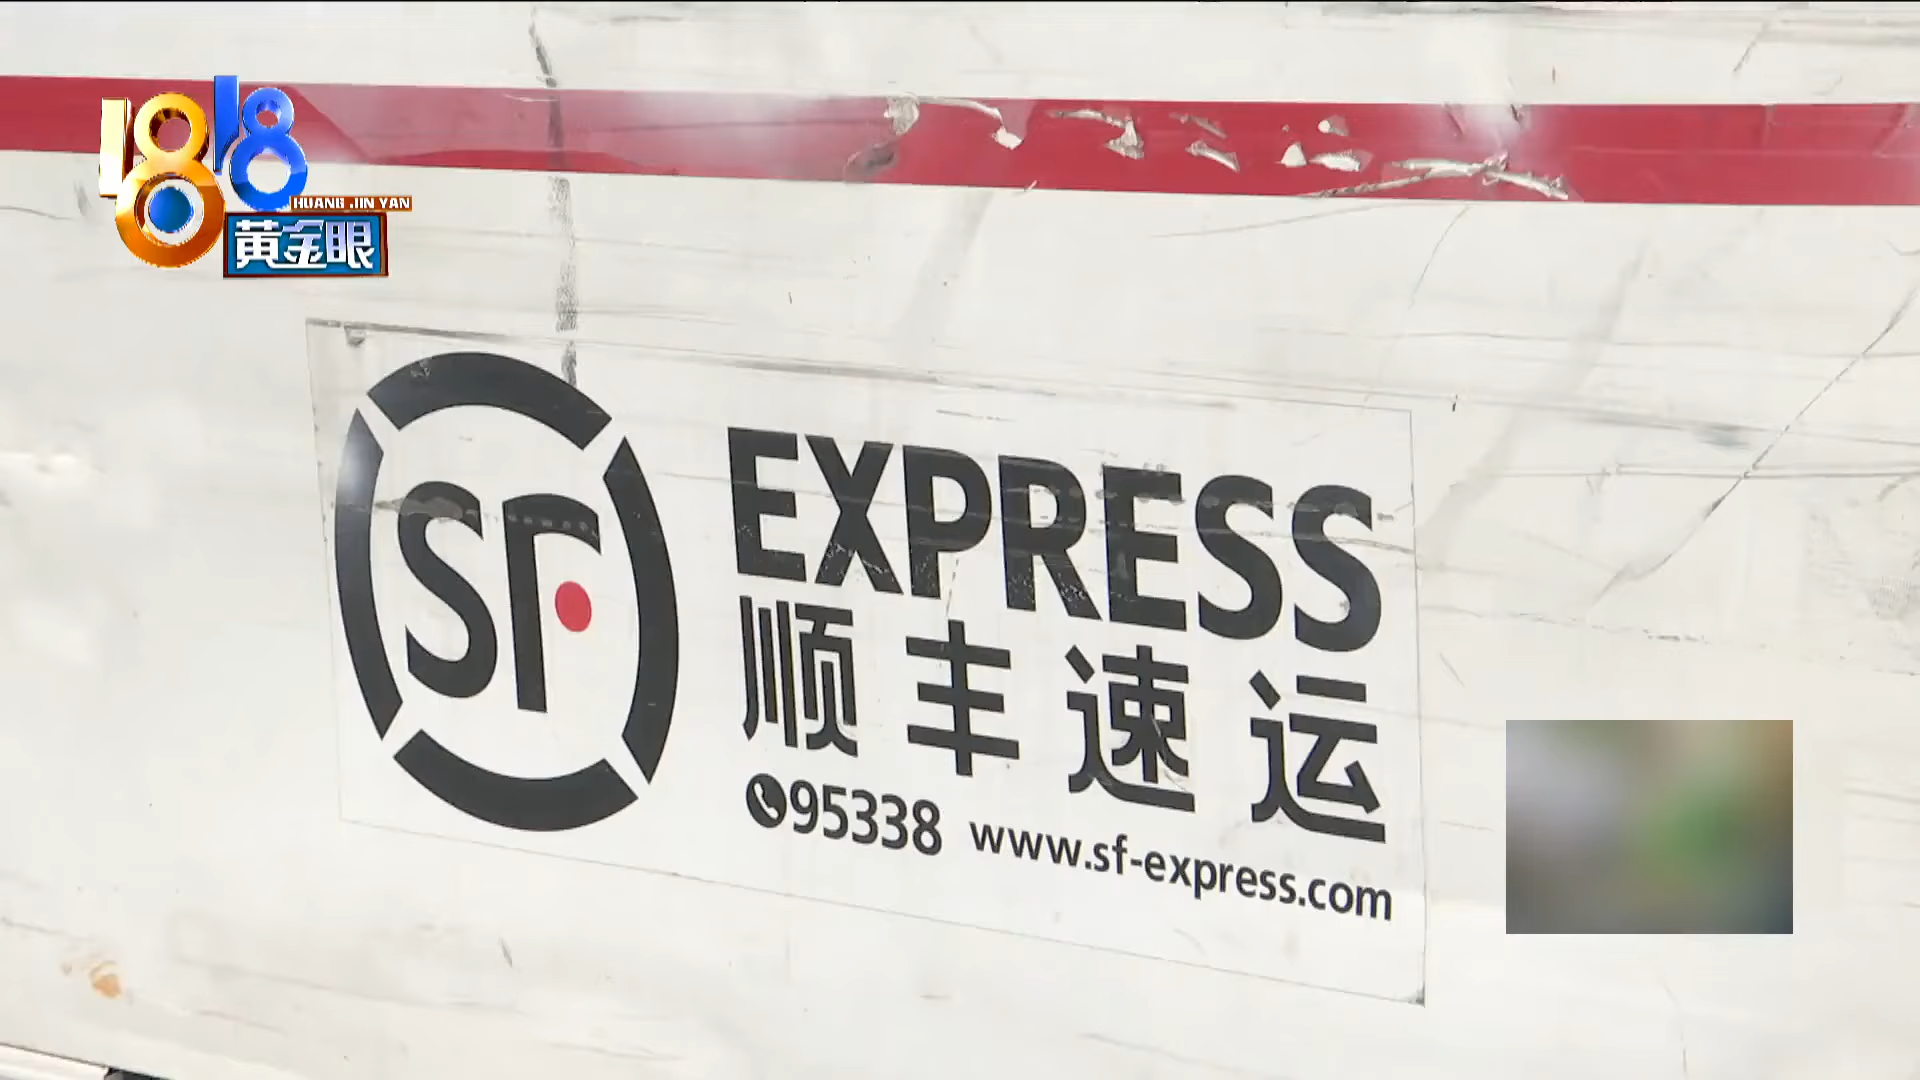 1818
HUANG JIN YAN
黄金眼
SF
EXPRESS
顺丰速运
95338 www.sf-express.com